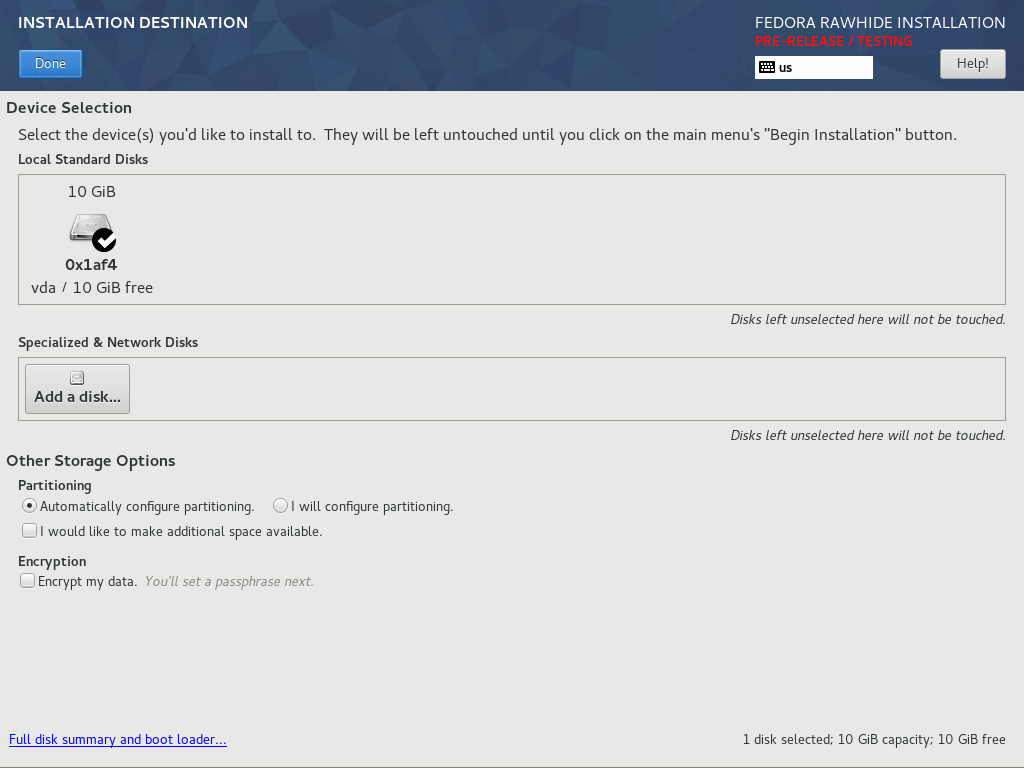 INSTALLATION DESTINATION
FEDORA RAWHIDE INSTALLATION
PRE-RELEASE / TESTING
Done
us
Help!
Device Selection
Select the device(s) you'd like to install to.  They will be left untouched until you click on the main menu's "Begin Installation" button.
Local Standard Disks
10 GiB
0x1af4
vda / 10 GiB free
Disks left unselected here will not be touched.
Specialized & Network Disks
Add a disk...
Disks left unselected here will not be touched.
Other Storage Options
Partitioning
Automatically configure partitioning. I will configure partitioning.
I would like to make additional space available.
Encryption
Encrypt my data. You'll set a passphrase next.
Full disk summary and boot loader... 1 disk selected; 10 GiB capacity; 10 GiB free